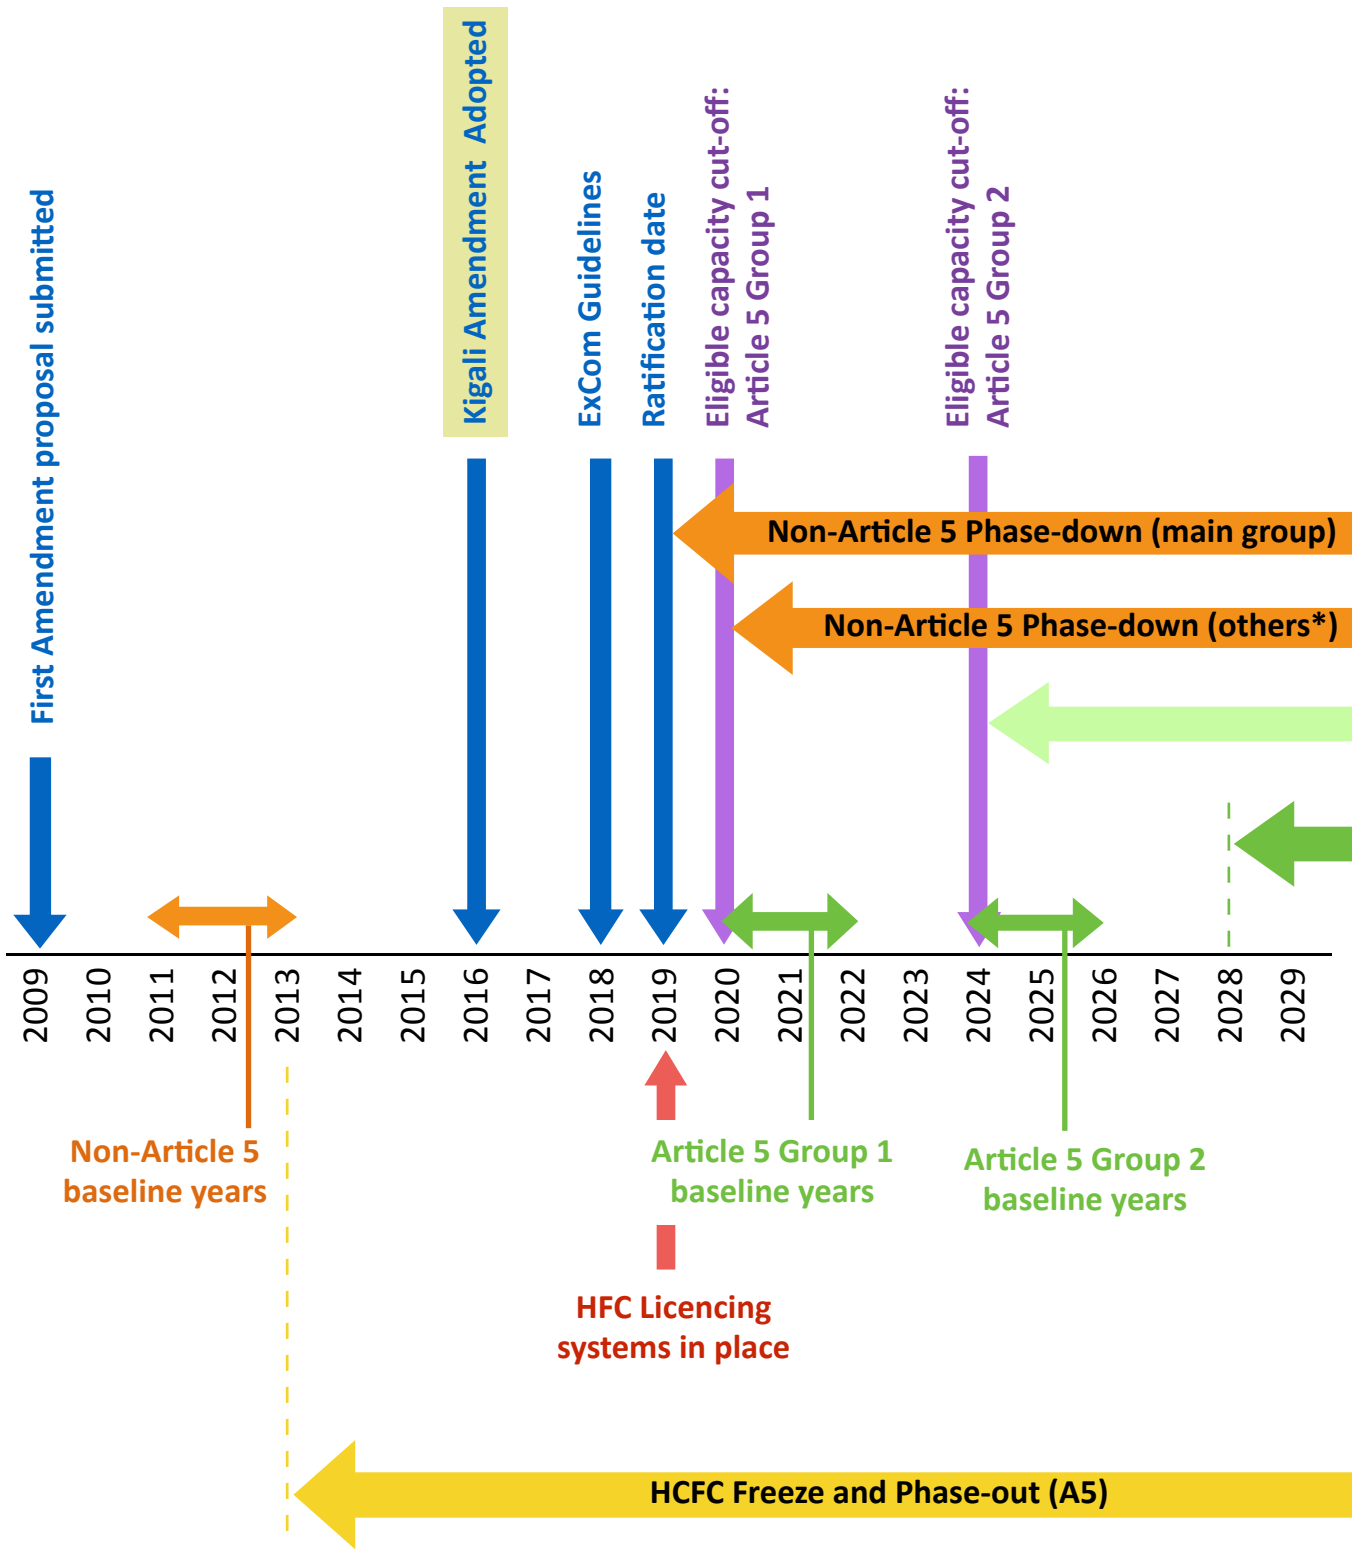 First Amendment proposal submitted
Kigali Amendment Adopted
ExCom Guidelines
Ratification date
Eligible capacity cut-off:
Article 5 Group 1
Eligible capacity cut-off:
Article 5 Group 2
Non-Article 5 Phase-down (main group)
Non-Article 5 Phase-down (others*)
2009
2010
2011
2012
2013
2014
2015
2016
2017
2018
2019
2020
2021
2022
2023
2024
2025
2026
2027
2028
2029
Non-Article 5
baseline years
Article 5 Group 1
baseline years
Article 5 Group 2
baseline years
HFC Licencing
systems in place
HCFC Freeze and Phase-out (A5)